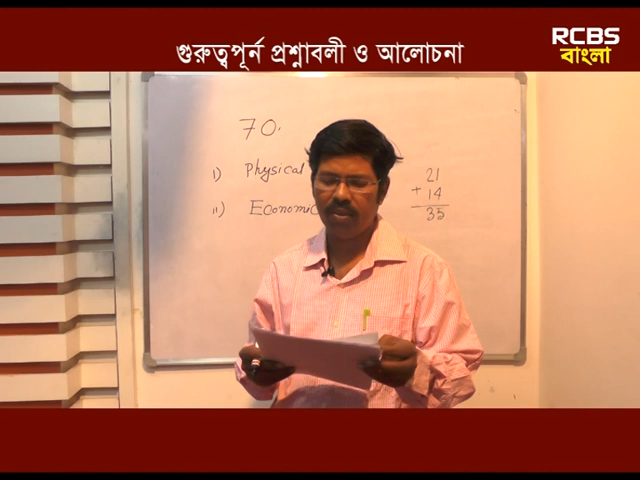 গুরুত্বপূর্ন প্রশ্নাবলী ও আলোচনা
RCBS
বাংলা
70.
i) Physical
ii) Economic
21
+ 14
35